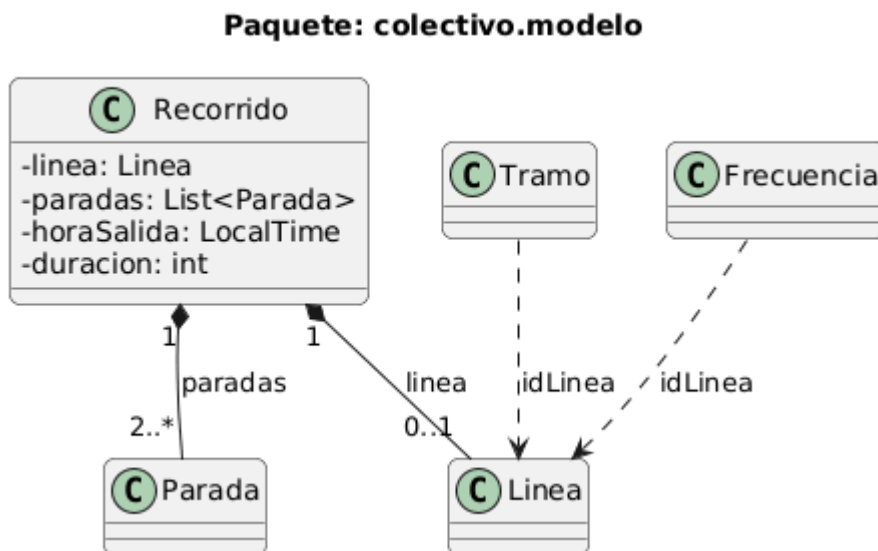 Paquete: colectivo.modelo
C Recorrido
-linea: Linea
-paradas: List<Parada>
-horaSalida: LocalTime
-duracion: int
C Tramo
C Frecuencia
1
1
paradas
linea
idLinea
idLinea
2..*
0..1
C Parada
C Linea